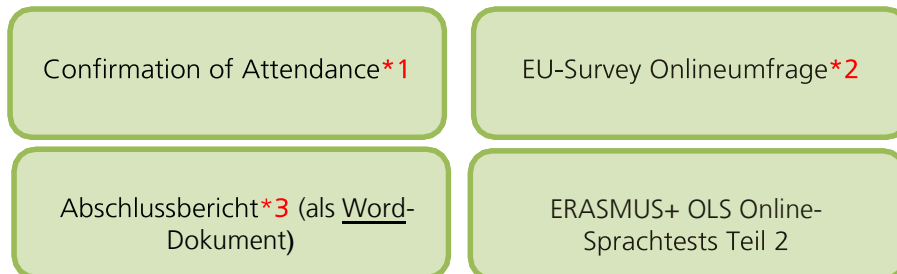 Confirmation of Attendance*1
EU-Survey Onlineumfrage*2
Abschlussbericht*3 (als Word-
Dokument)
ERASMUS+ OLS Online-
Sprachtests Teil 2